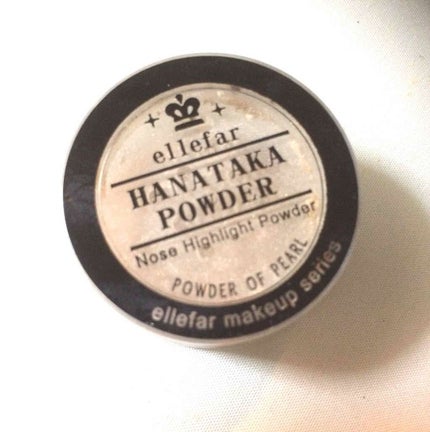 ellefar
HANATAKA
POWDER
Nose Highlight Powder
POWDER OF PEARL
ellefar makeup series